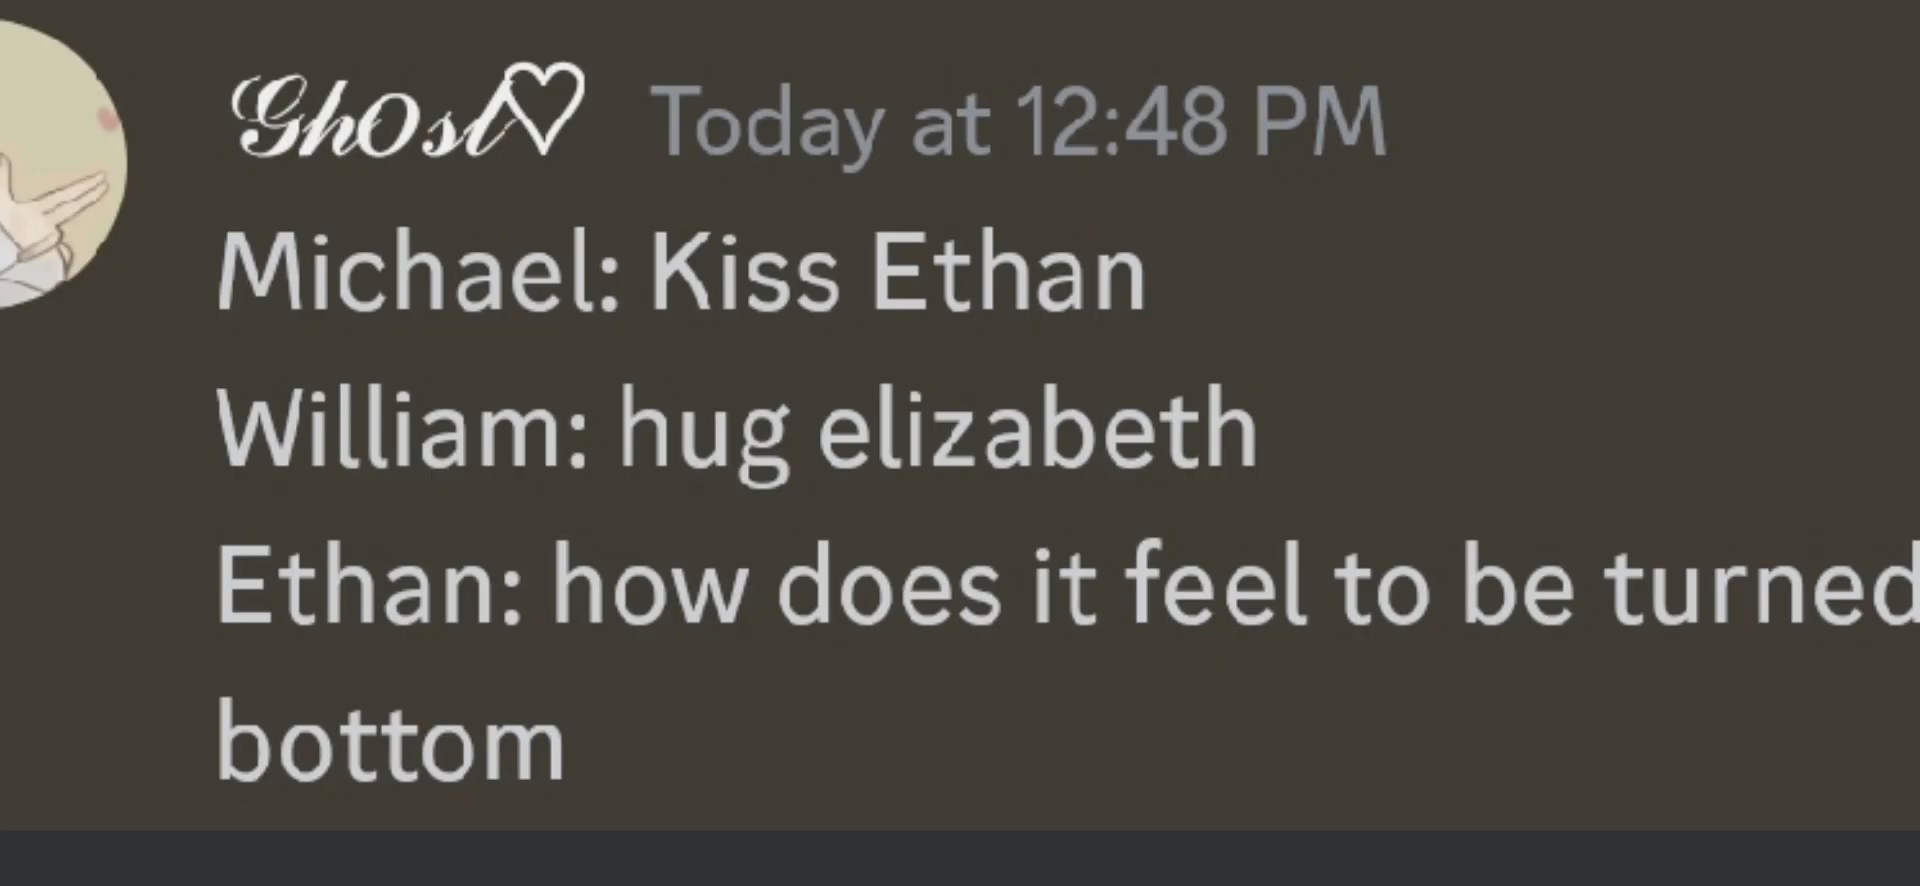 Gh0st♡ Today at 12:48 PM
Michael: Kiss Ethan
William: hug elizabeth
Ethan: how does it feel to be turned
bottom